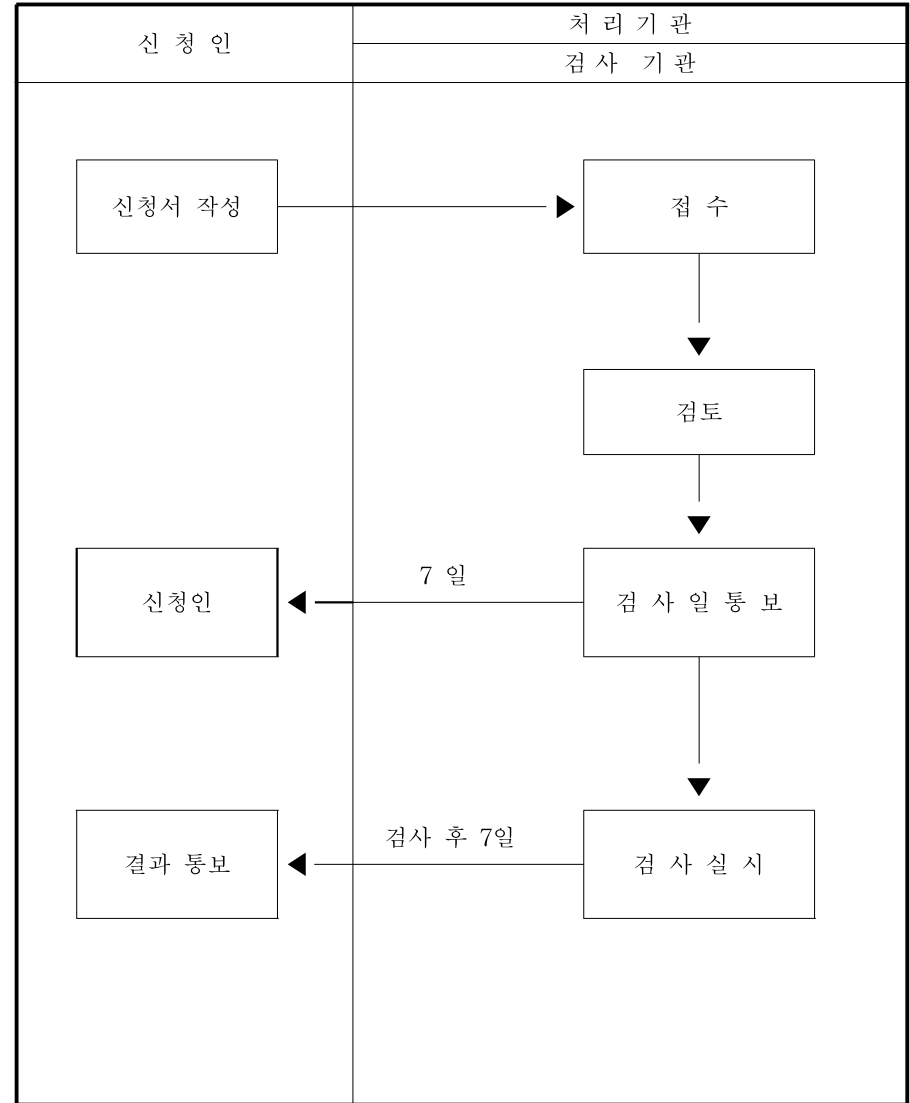 신 청 인
처 리 기 관
검 사 기 관
신청서 작성
접 수
검토
7 일
신청인
검 사 일 통 보
검사 후 7일
결과 통보
검 사 실 시